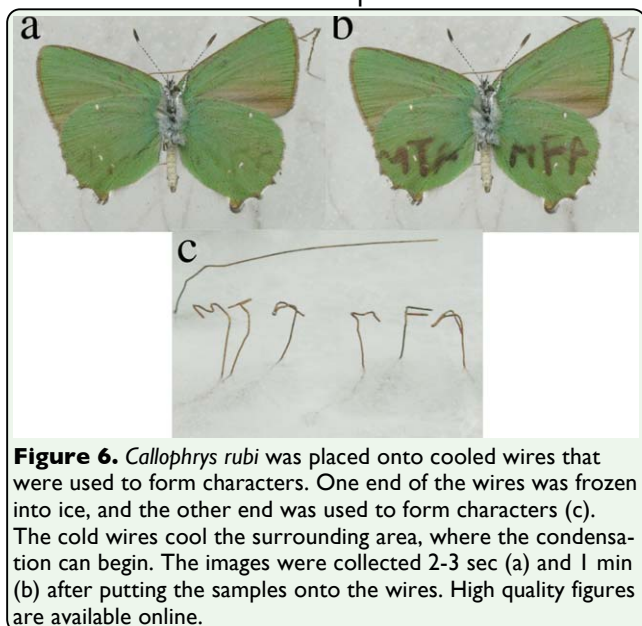 a
b
MTA MFA
c
MTA MFA
Figure 6. Callophrys rubi was placed onto cooled wires that
were used to form characters. One end of the wires was frozen
into ice, and the other end was used to form characters (c).
The cold wires cool the surrounding area, where the condensa-
tion can begin. The images were collected 2-3 sec (a) and 1 min
(b) after putting the samples onto the wires. High quality figures
are available online.